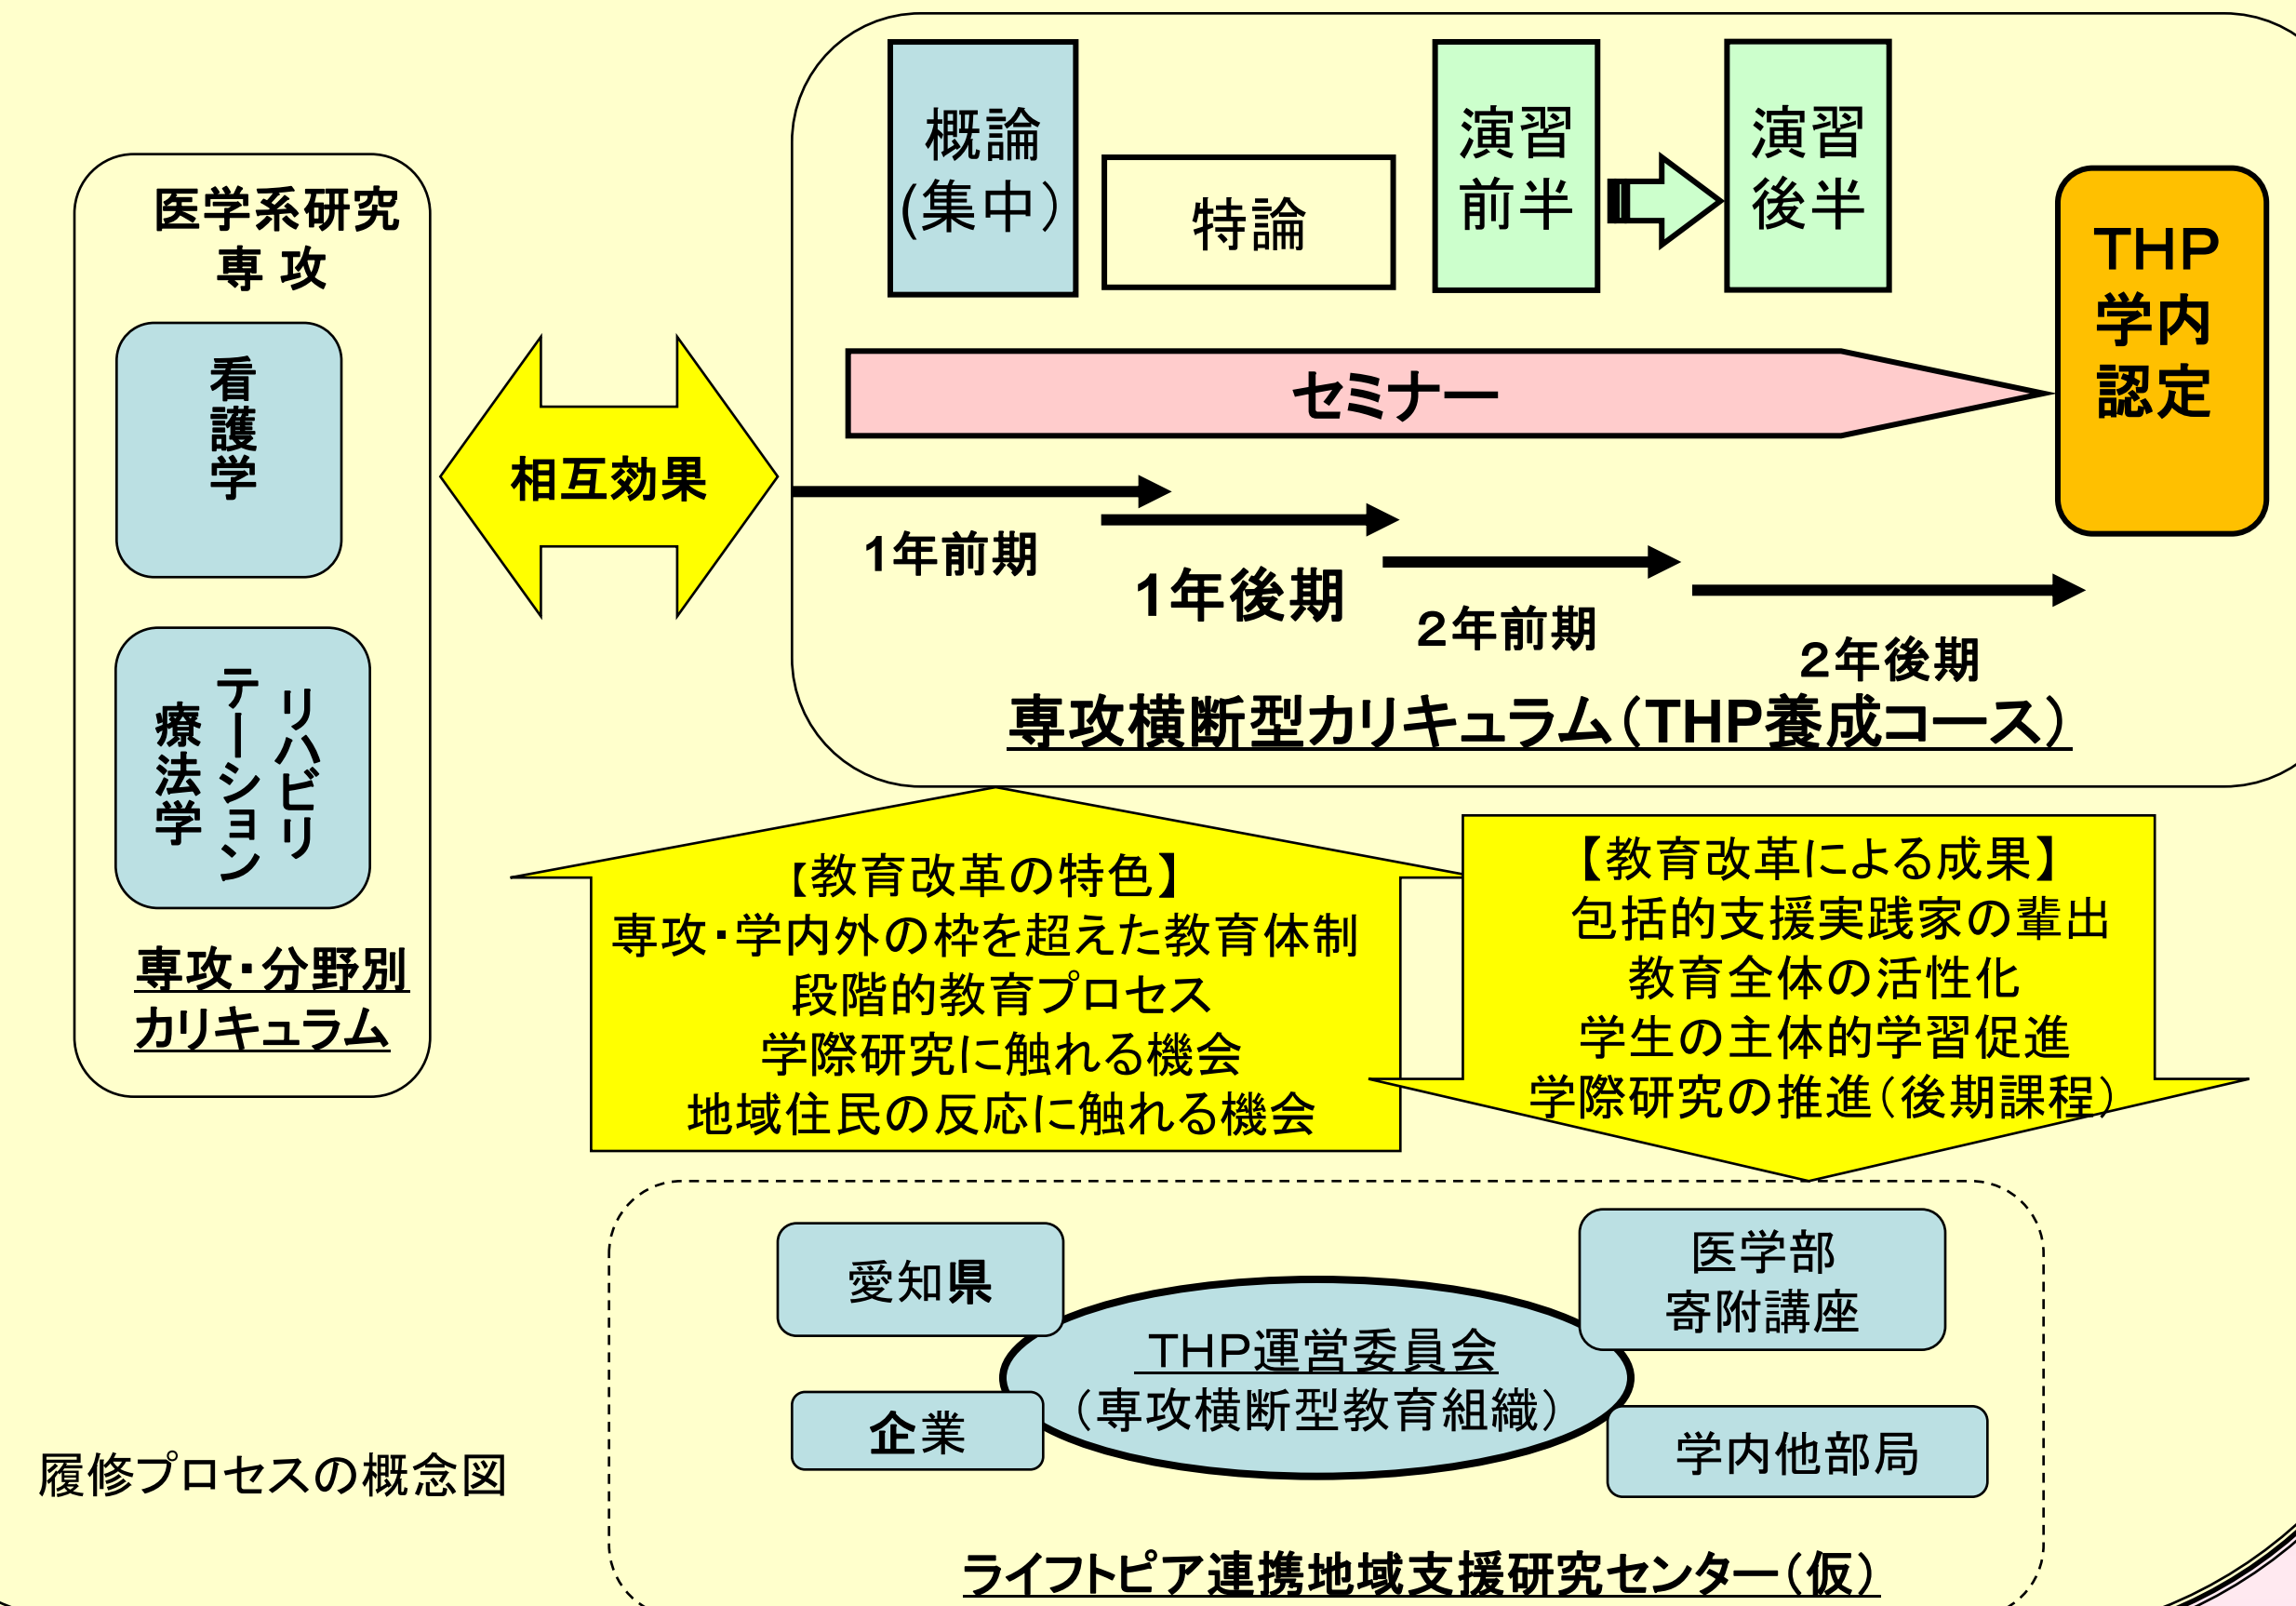 医学系研究
専 攻
看護学
リハビリ
テーション
療法学
専攻・分野別
カリキュラム
相互効果
概論
(集中)
特論
演習
前半
演習
後半
THP
学内
認定
セミナー
1年前期
1年後期
2年前期
2年後期
専攻横断型カリキュラム(THP養成コース)
【教育改革の特色】
専攻・学内外の枠を超えた教育体制
段階的教育プロセス
学際研究に触れる機会
地域住民の反応に触れる機会
【教育改革による成果】
包括的支援実践家の輩出
教育全体の活性化
学生の主体的学習促進
学際研究の推進(後期課程)
愛知県
企業
THP運営委員会
(専攻横断型教育組織)
医学部
寄附講座
学内他部局
ライフトピア連携地域支援研究センター(仮)
履修プロセスの概念図